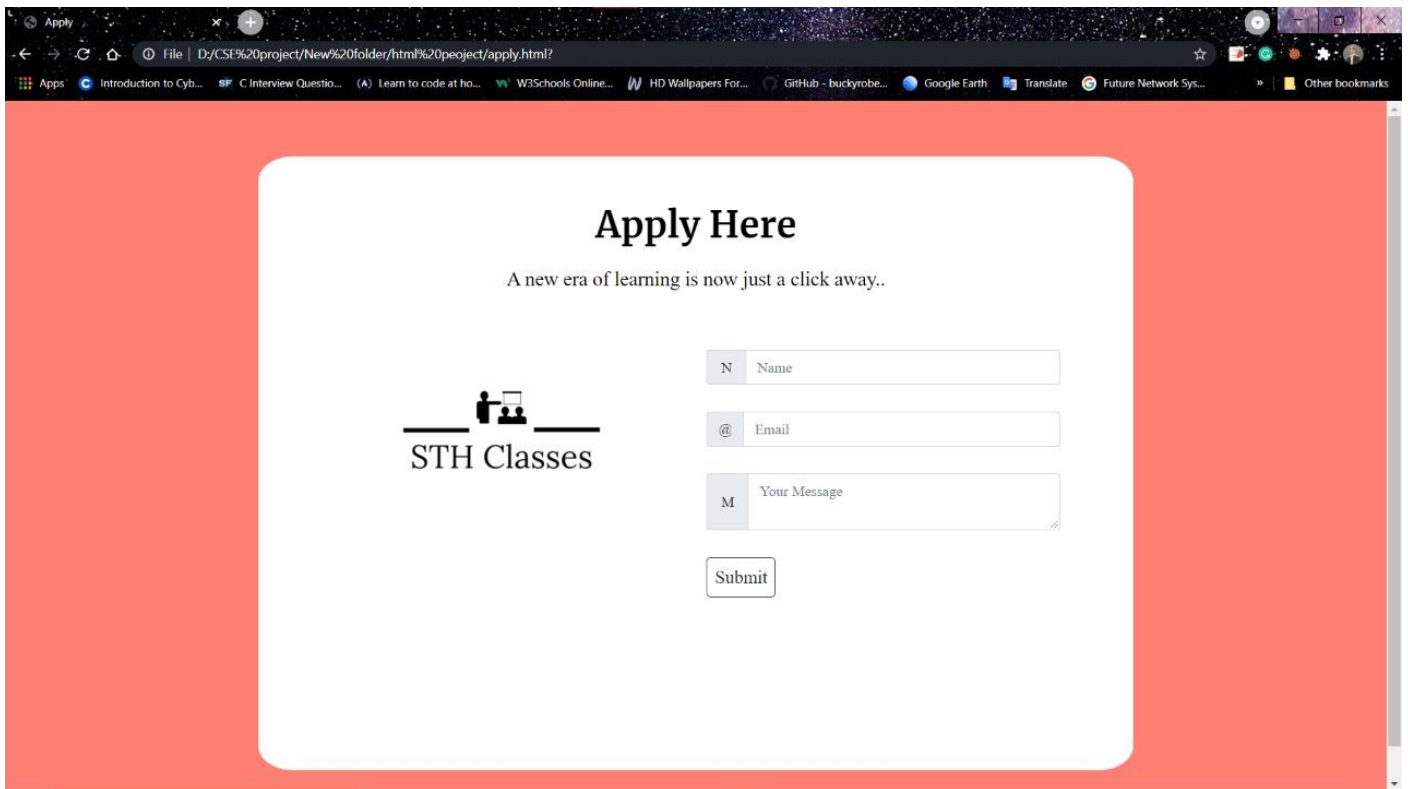 Apply
File | D:/CSE%20project/New%20folder/html%20peoject/apply.html?
Apps Introduction to Cyb... SF C Interview Questio... (A) Learn to code at ho... W3Schools Online... HD Wallpapers For... GitHub - buckyrobe... Google Earth Translate Future Network Sys... » Other bookmarks
Apply Here
A new era of learning is now just a click away..
STH Classes
N Name
@ Email
M Your Message
Submit